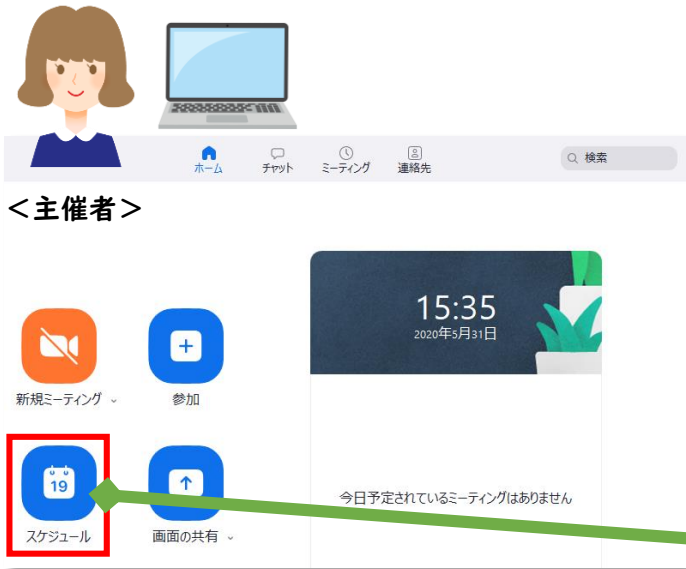 ホーム
チャット
ミーティング
連絡先
検索
＜主催者＞
15:35
2020年5月31日
新規ミーティング
参加
19
スケジュール
画面の共有
今日予定されているミーティングはありません